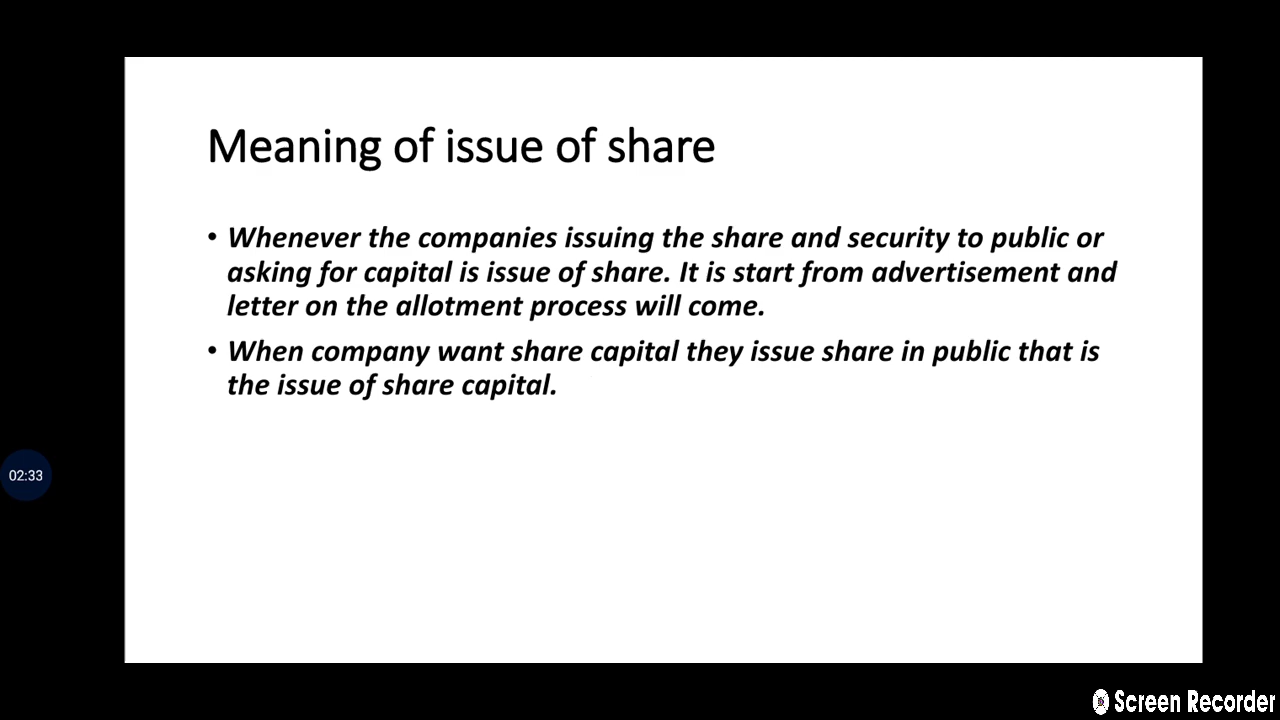 Meaning of issue of share
• Whenever the companies issuing the share and security to public or
asking for capital is issue of share. It is start from advertisement and
letter on the allotment process will come.
• When company want share capital they issue share in public that is
the issue of share capital.
02:33
Screen Recorder